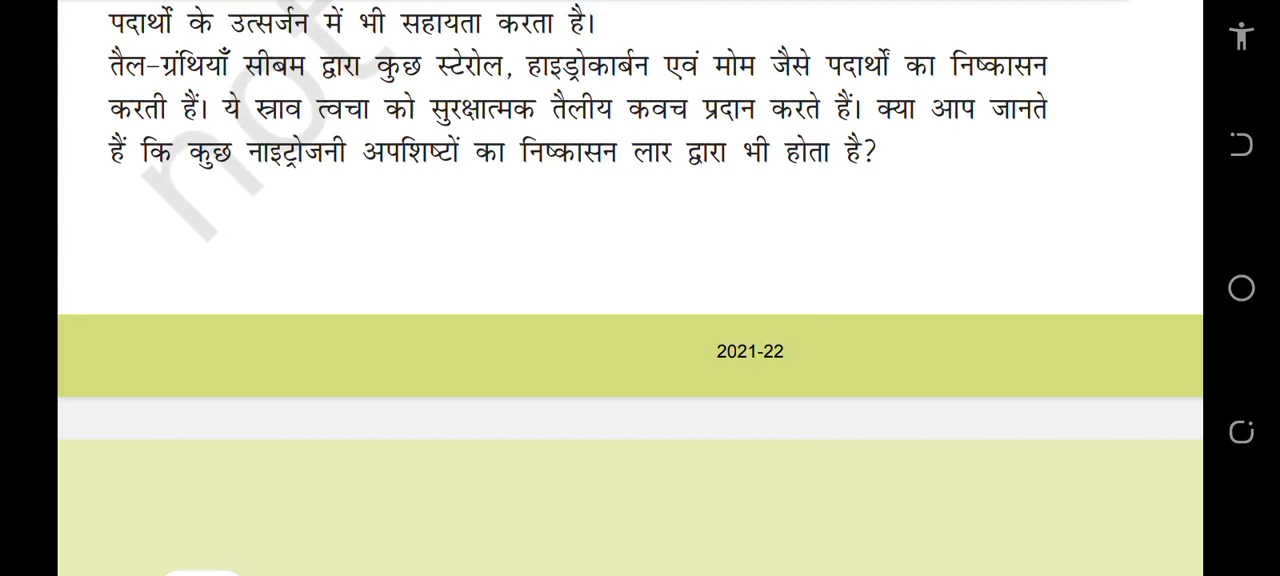 पदार्थों के उत्सर्जन में भी सहायता करता है।
तैल-ग्रंथियाँ सीबम द्वारा कुछ स्टेरोल, हाइड्रोकार्बन एवं मोम जैसे पदार्थों का निष्कासन
करती हैं। ये स्राव त्वचा को सुरक्षात्मक तैलीय कवच प्रदान करते हैं। क्या आप जानते
हैं कि कुछ नाइट्रोजनी अपशिष्टों का निष्कासन लार द्वारा भी होता है?
not
2021-22